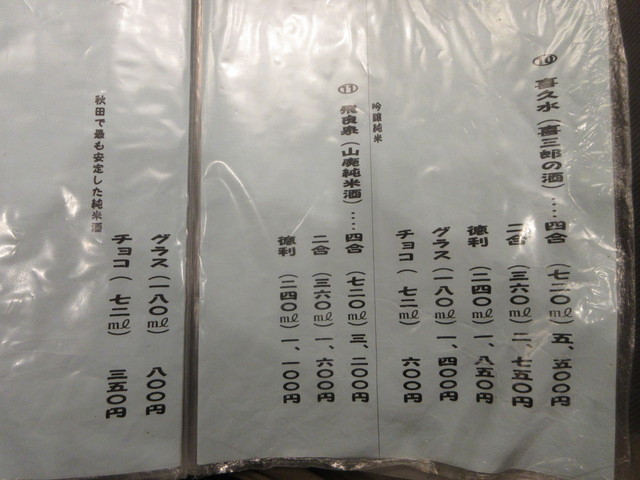 ⑩ 喜久水(喜三郎の酒)‥‥四合 (七二〇㎖)五、五〇〇円
二合 (三六〇㎖)二、七五〇円
徳利 (二四〇㎖)一、八五〇円
グラス(一八〇㎖)一、四〇〇円
チョコ( 七二㎖) 六〇〇円
吟醸純米
⑪ 飛良泉(山廃純米酒)‥‥四合 (七二〇㎖)三、二〇〇円
二合 (三六〇㎖)一、六〇〇円
徳利 (二四〇㎖)一、一〇〇円
グラス(一八〇㎖) 八〇〇円
チョコ( 七二㎖) 三五〇円
秋田で最も安定した純米酒